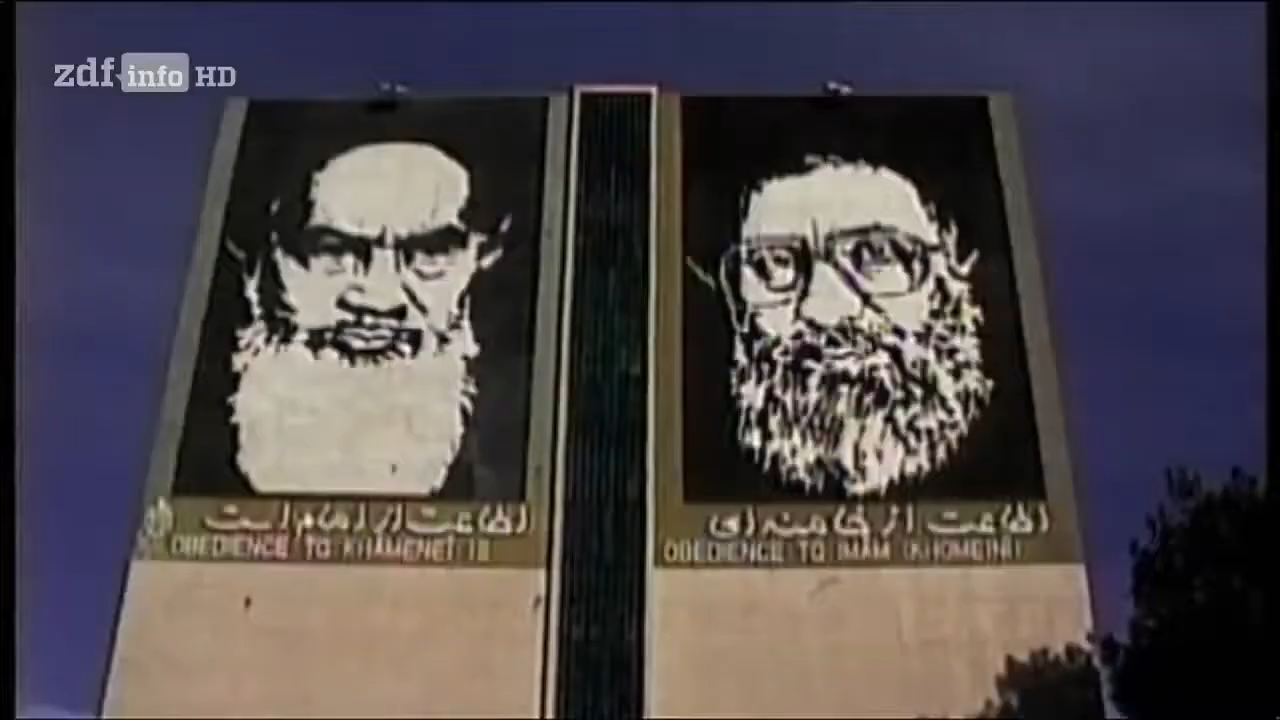 zdf info HD
اطاعت از خامنه ای
اطاعت از امام است
OBEDIENCE TO KHAMENEI IS
OBEDIENCE TO IMAM (KHOMEINI)